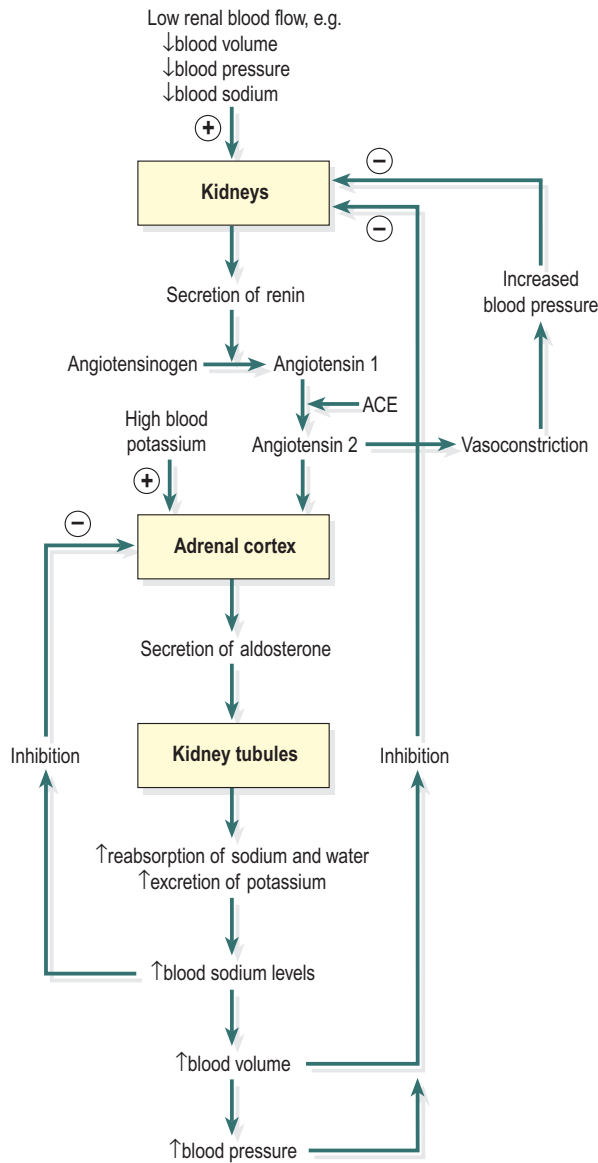 Low renal blood flow, e.g.
↓blood volume
↓blood pressure
↓blood sodium
+
−
Kidneys
−
Secretion of renin
Increased
blood pressure
Angiotensinogen
Angiotensin 1
ACE
High blood
potassium
Angiotensin 2
Vasoconstriction
+
−
Adrenal cortex
Secretion of aldosterone
Kidney tubules
Inhibition
Inhibition
↑reabsorption of sodium and water
↑excretion of potassium
↑blood sodium levels
↑blood volume
↑blood pressure